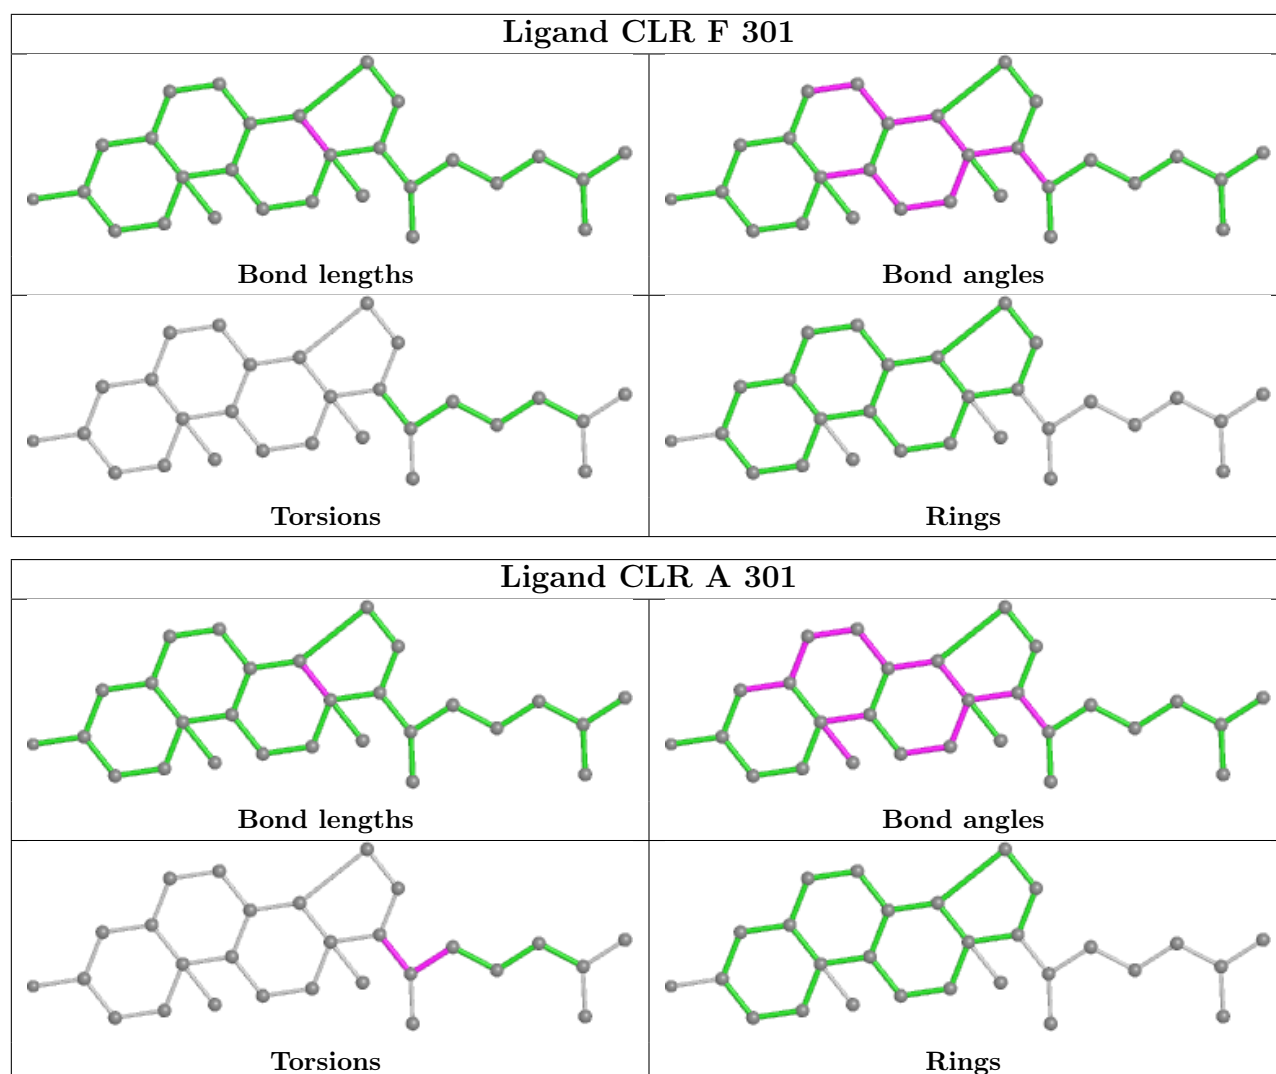 Ligand CLR F 301
Bond lengths
Bond angles
Torsions
Rings
Ligand CLR A 301
Bond lengths
Bond angles
Torsions
Rings